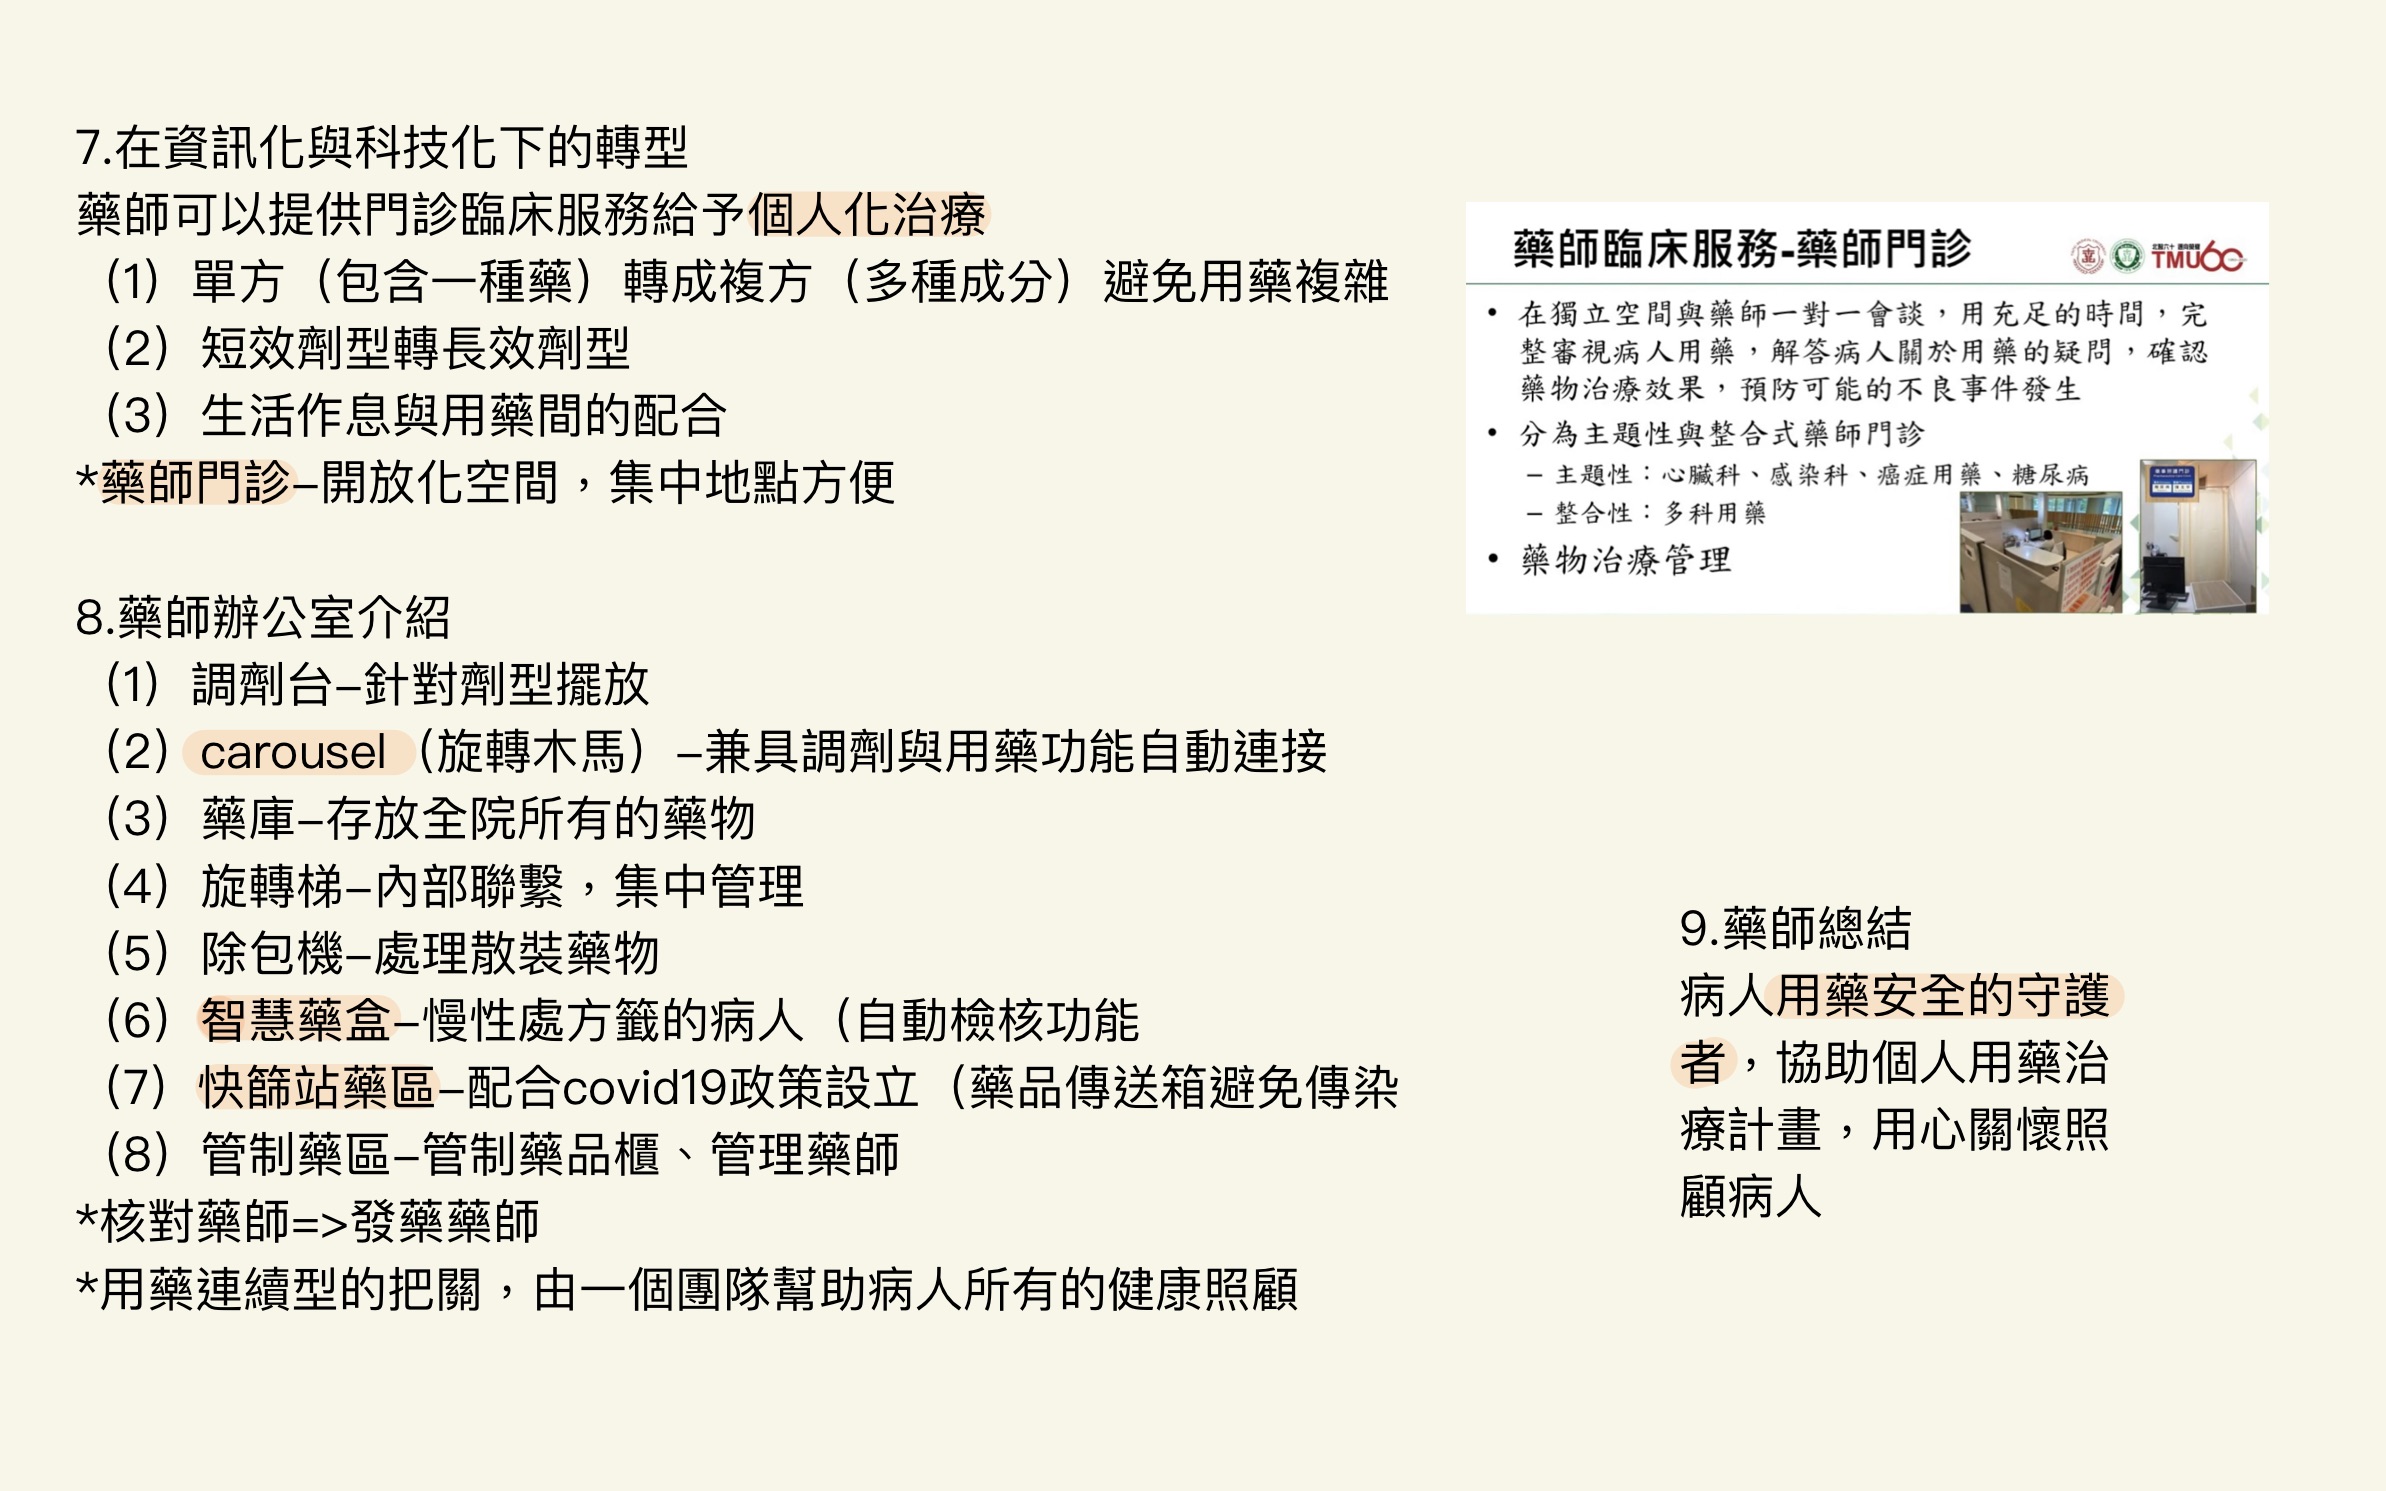 7.在資訊化與科技化下的轉型
藥師可以提供門診臨床服務給予個人化治療
（1）單方（包含一種藥）轉成複方（多種成分）避免用藥複雜
（2）短效劑型轉長效劑型
（3）生活作息與用藥間的配合
*藥師門診–開放化空間，集中地點方便
8.藥師辦公室介紹
（1）調劑台–針對劑型擺放
（2）carousel（旋轉木馬）–兼具調劑與用藥功能自動連接
（3）藥庫–存放全院所有的藥物
（4）旋轉梯–內部聯繫，集中管理
（5）除包機–處理散裝藥物
（6）智慧藥盒–慢性處方籤的病人（自動檢核功能
（7）快篩站藥區–配合covid19政策設立（藥品傳送箱避免傳染
（8）管制藥區–管制藥品櫃、管理藥師
*核對藥師=>發藥藥師
*用藥連續型的把關，由一個團隊幫助病人所有的健康照顧
藥師臨床服務-藥師門診
TMU60
• 在獨立空間與藥師一對一會談，用充足的時間，完
整審視病人用藥，解答病人關於用藥的疑問，確認
藥物治療效果，預防可能的不良事件發生
• 分為主題性與整合式藥師門診
– 主題性：心臟科、感染科、癌症用藥、糖尿病
– 整合性：多科用藥
• 藥物治療管理
9.藥師總結
病人用藥安全的守護
者，協助個人用藥治
療計畫，用心關懷照
顧病人